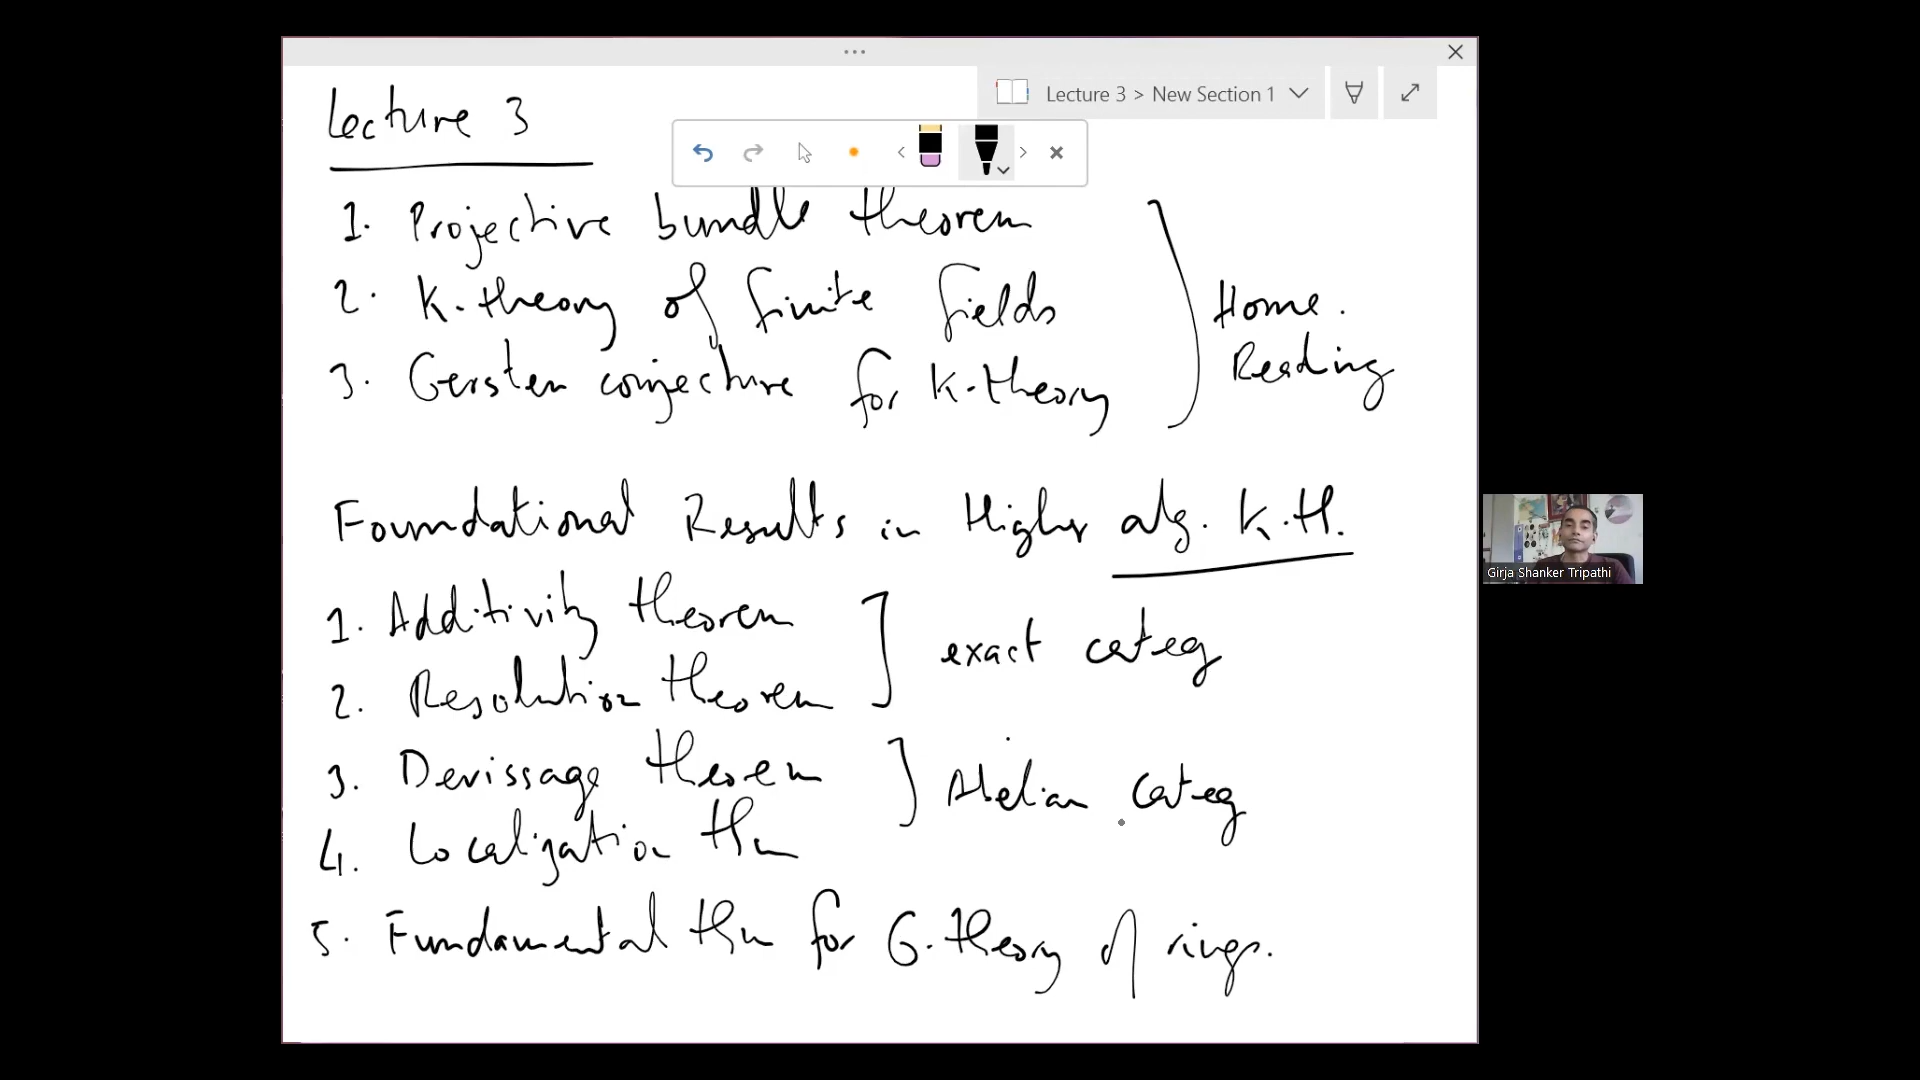 Lecture 3 > New Section 1
Lecture 3
1. Projective bundle theorem
2. K-theory of finite fields
3. Gersten conjecture for K-theory
Home.
Reading
Foundational Results in Higher alg. K.Th.
1. Additivity theorem
2. Resolution theorem
exact categ
3. Devissage theorem
4. Localization thm
Abelian categ
5. Fundamental thm for G-theory of rings.
Girja Shanker Tripathi